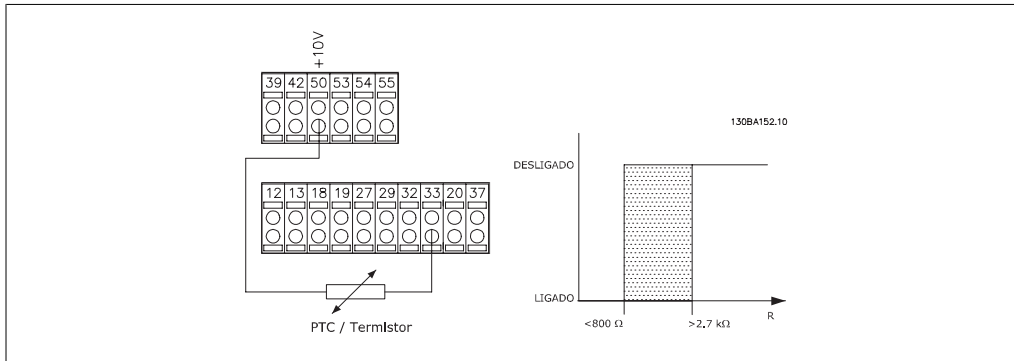 +10V
39 42 50 53 54 55
130BA152.10
DESLIGADO
12 13 18 19 27 29 32 33 20 37
LIGADO
R
<800 Ω
>2.7 kΩ
PTC / Termistor